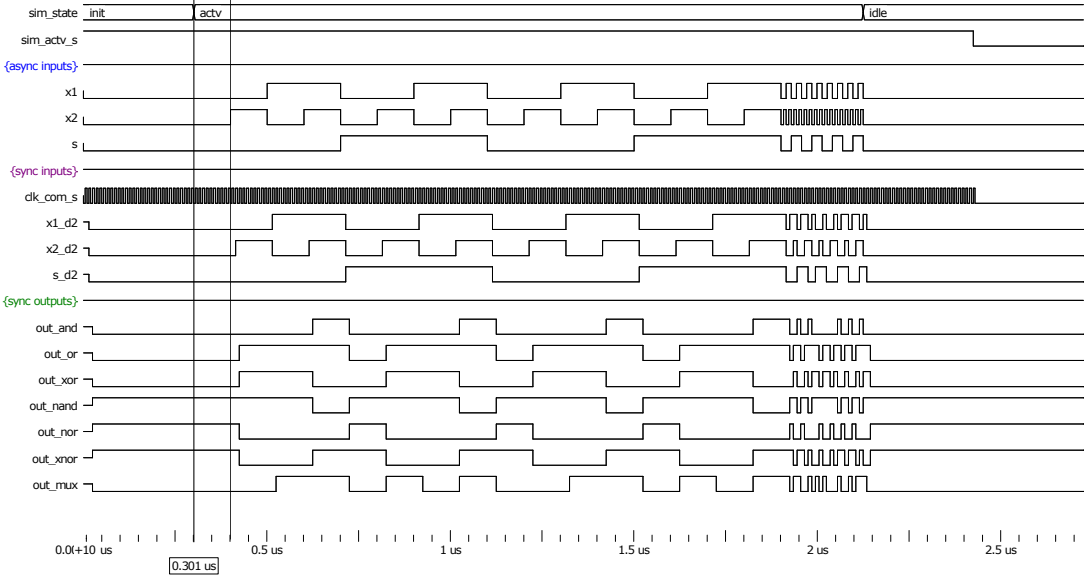 sim_state init actv idle
sim_actv_s
{async inputs}
x1
x2
s
{sync inputs}
clk_com_s
x1_d2
x2_d2
s_d2
{sync outputs}
out_and
out_or
out_xor
out_nand
out_nor
out_xnor
out_mux
0.0(+10 us 0.5 us 1 us 1.5 us 2 us 2.5 us
0.301 us